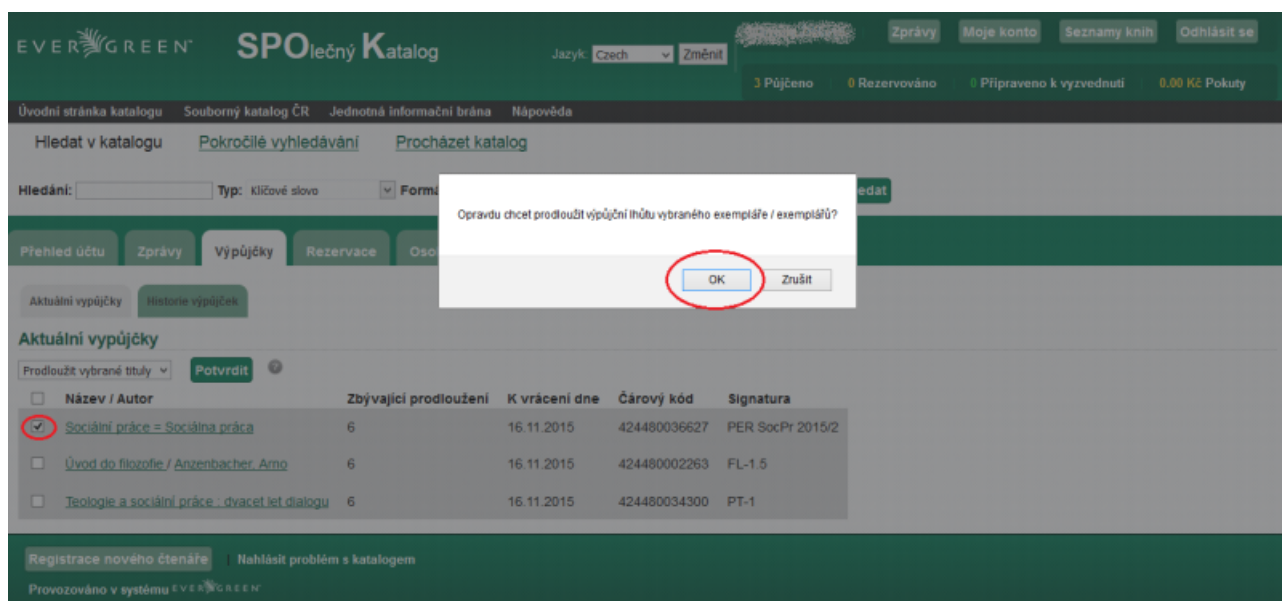 EVERGREEN SPOlečný Katalog Jazyk: Czech Změnit Zprávy Moje konto Seznamy knih Odhlásit se
3 Půjčeno 0 Rezervováno 0 Připraveno k vyzvednutí 0.00 Kč Pokuty
Úvodní stránka katalogu Souborný katalog ČR Jednotná informační brána Nápověda
Hledat v katalogu Pokročilé vyhledávání Procházet katalog
Hledání: Typ: Klíčové slovo Formá edat
Opravdu chcet prodloužit výpůjční lhůtu vybraného exempláře / exemplářů?
OK Zrušit
Přehled účtu Zprávy Výpůjčky Rezervace Osob
Aktuální vypůjčky Historie výpůjček
Aktuální vypůjčky
Prodloužit vybrané tituly Potvrdit ?
Název / Autor Zbývající prodloužení K vrácení dne Čárový kód Signatura
Sociální práce = Sociálna práca 6 16.11.2015 424480036627 PER SocPr 2015/2
Úvod do filozofie / Anzenbacher, Arno 6 16.11.2015 424480002263 FL-1.5
Teologie a sociální práce : dvacet let dialogu 6 16.11.2015 424480034300 PT-1
Registrace nového čtenáře | Nahlásit problém s katalogem
Provozováno v systému EVERGREEN